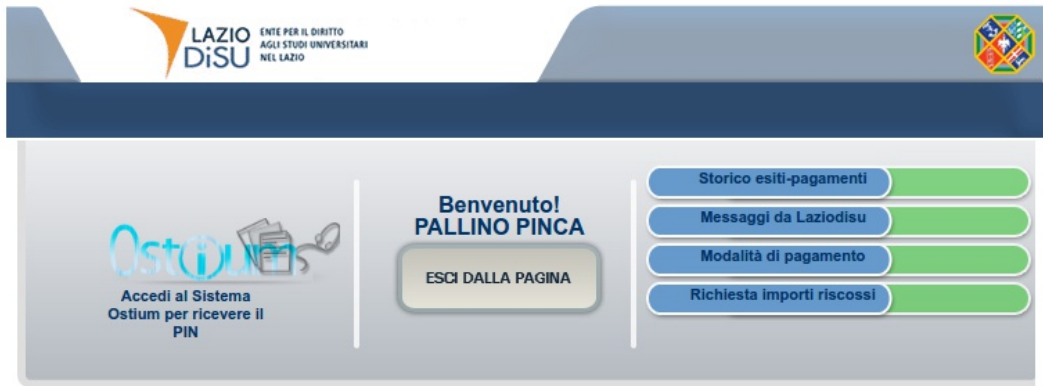 LAZIO
DiSU
ENTE PER IL DIRITTO
AGLI STUDI UNIVERSITARI
NEL LAZIO
Ostium
Accedi al Sistema
Ostium per ricevere il
PIN
Benvenuto!
PALLINO PINCA
ESCI DALLA PAGINA
Storico esiti-pagamenti
Messaggi da Laziodisu
Modalità di pagamento
Richiesta importi riscossi